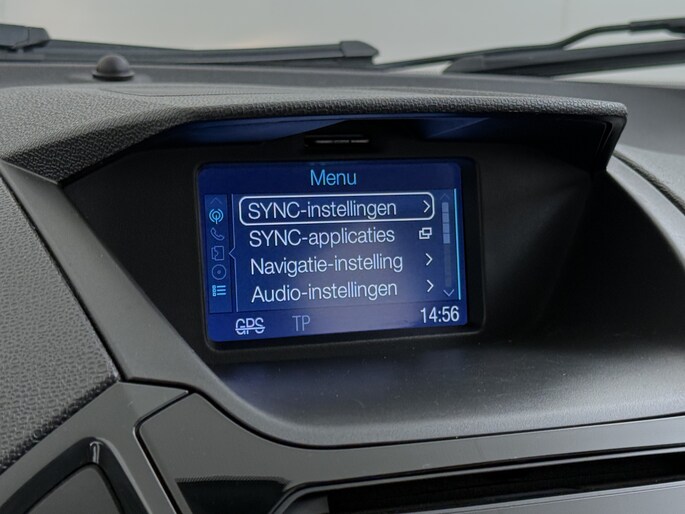 Menu
SYNC-instellingen
SYNC-applicaties
Navigatie-instelling
Audio-instellingen
GPS TP 14:56